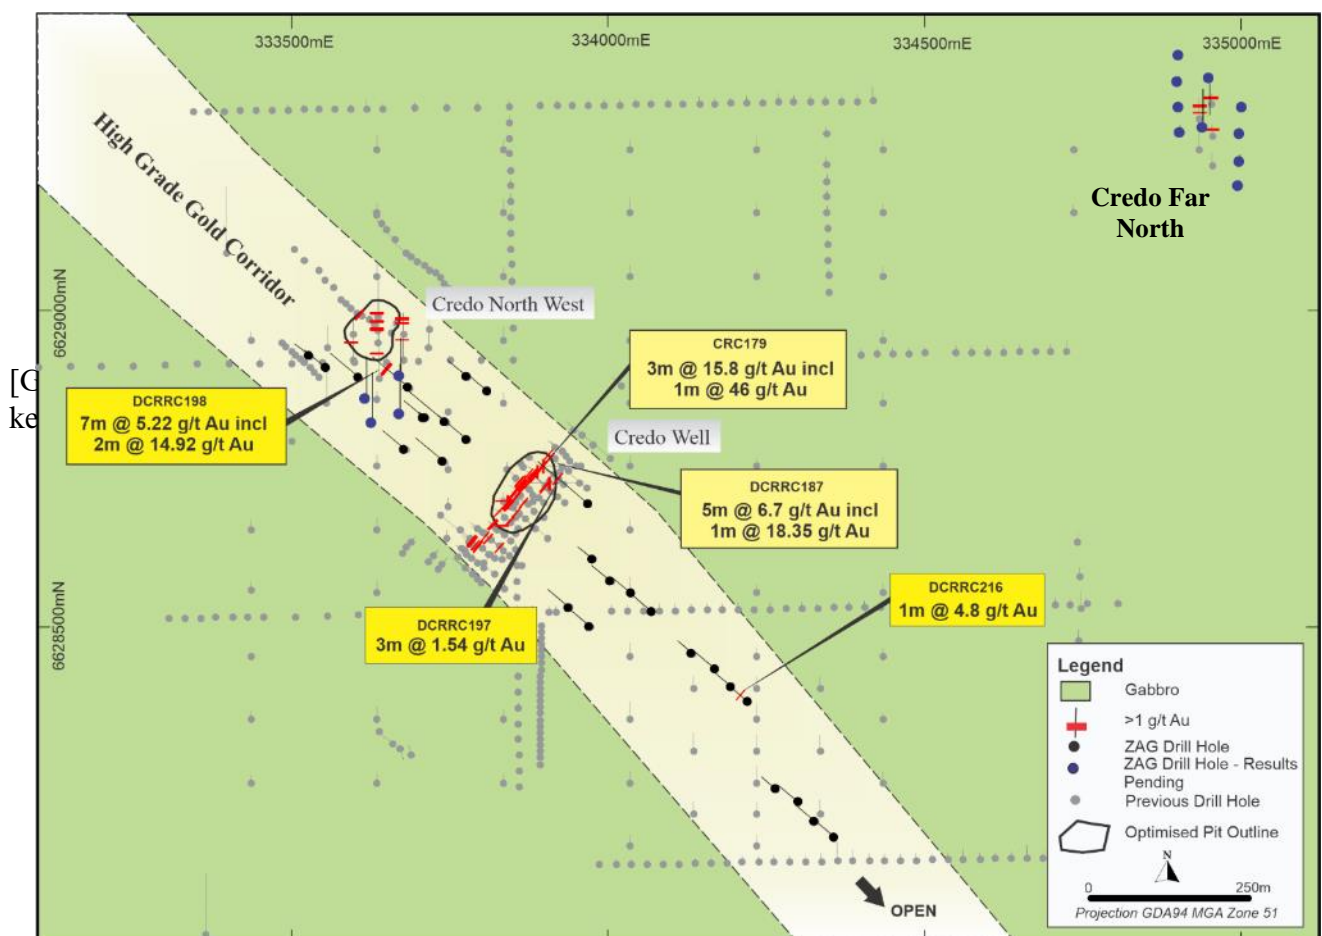 333500mE
334000mE
334500mE
335000mE
High Grade Gold Corridor
Credo Far
North
6629000mN
Credo North West
CRC179
3m @ 15.8 g/t Au incl
1m @ 46 g/t Au
[G
ke
DCRRC198
7m @ 5.22 g/t Au incl
2m @ 14.92 g/t Au
Credo Well
DCRRC187
5m @ 6.7 g/t Au incl
1m @ 18.35 g/t Au
DCRRC216
1m @ 4.8 g/t Au
6628500mN
DCRRC197
3m @ 1.54 g/t Au
Legend
Gabbro
>1 g/t Au
ZAG Drill Hole
ZAG Drill Hole - Results
Pending
Previous Drill Hole
Optimised Pit Outline
N
0 250m
Projection GDA94 MGA Zone 51
OPEN